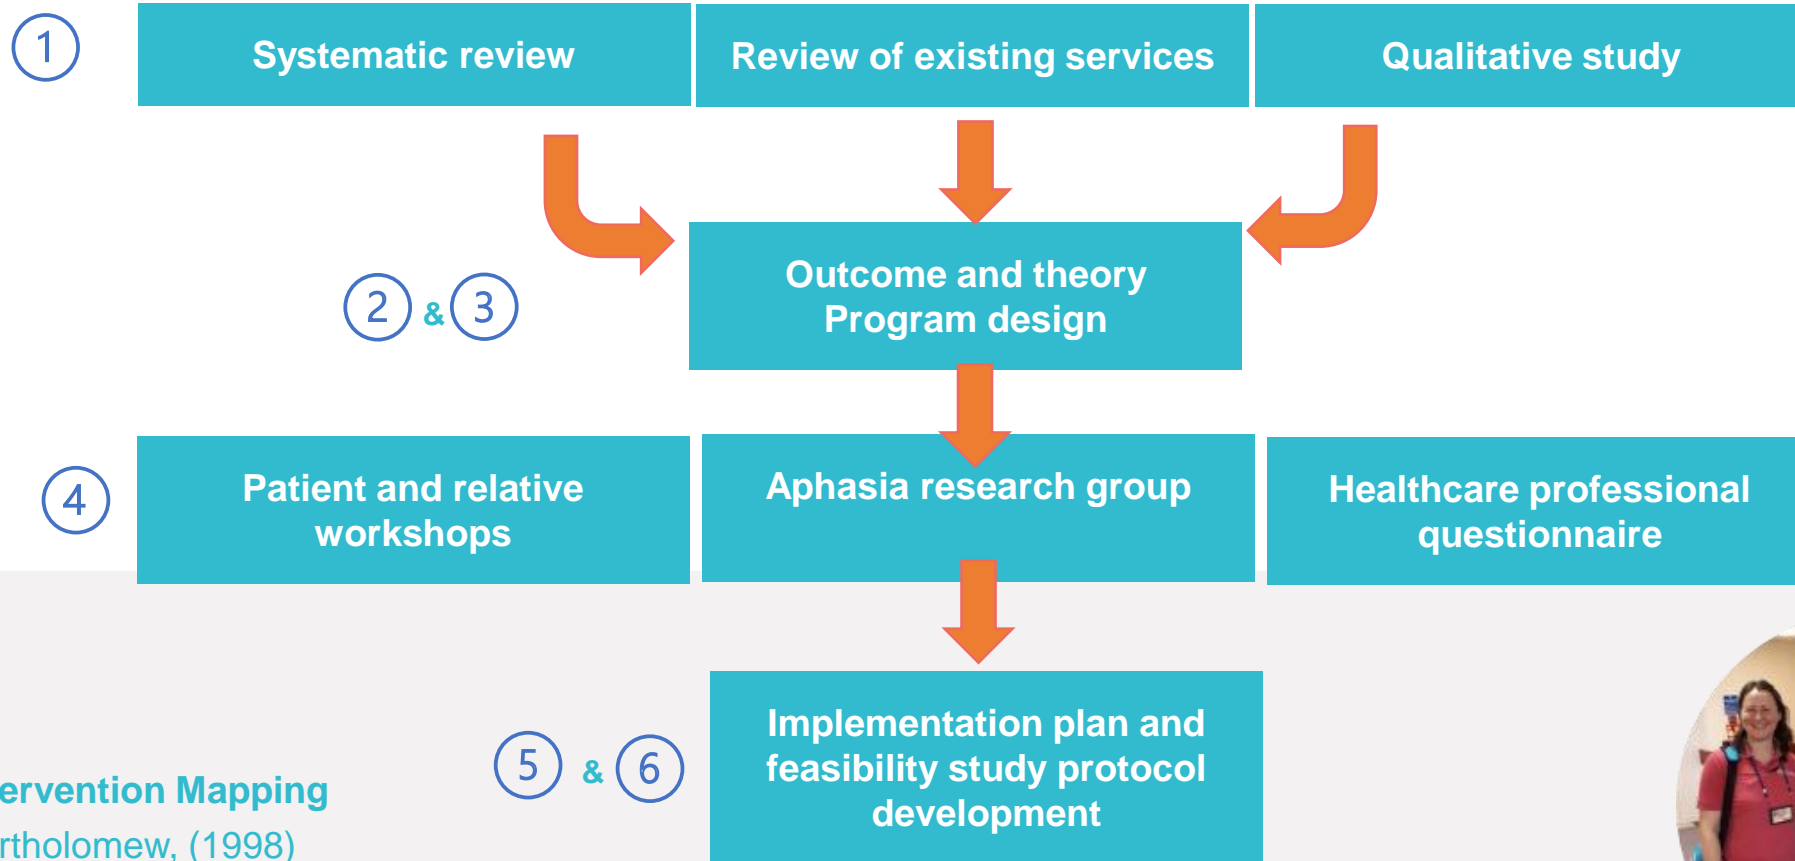 1
Systematic review
Review of existing services
Qualitative study
Outcome and theory
Program design
2 & 3
4
Patient and relative
workshops
Aphasia research group
Healthcare professional
questionnaire
5 & 6
Implementation plan and
feasibility study protocol
development
ervention Mapping
rtholomew, (1998)